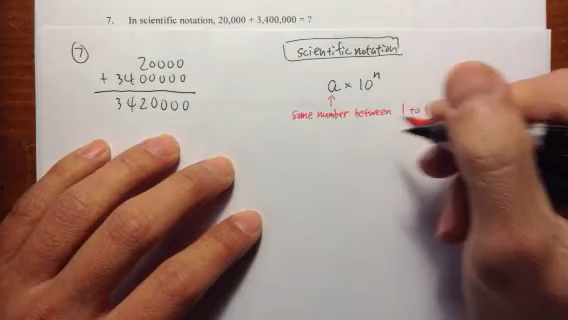 7. In scientific notation, 20,000 + 3,400,000 = ?
7
20000
+ 3400000
3420000
scientific notation
a × 10^n
some number between 1 to